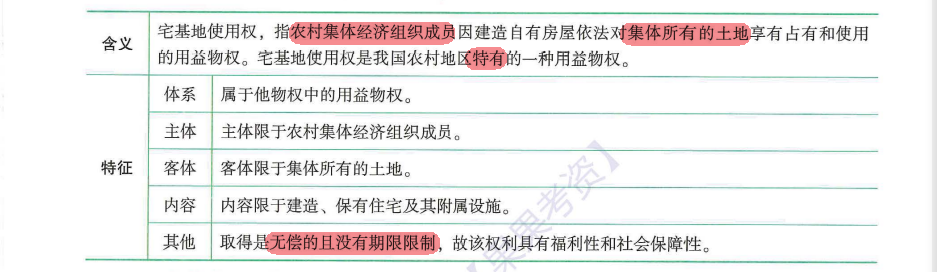 含义
宅基地使用权，指农村集体经济组织成员因建造自有房屋依法对集体所有的土地享有占有和使用
的用益物权。宅基地使用权是我国农村地区特有的一种用益物权。
特征
体系 属于他物权中的用益物权。
主体 主体限于农村集体经济组织成员。
客体 客体限于集体所有的土地。
内容 内容限于建造、保有住宅及其附属设施。
其他 取得是无偿的且没有期限限制，故该权利具有福利性和社会保障性。
【果果考资】